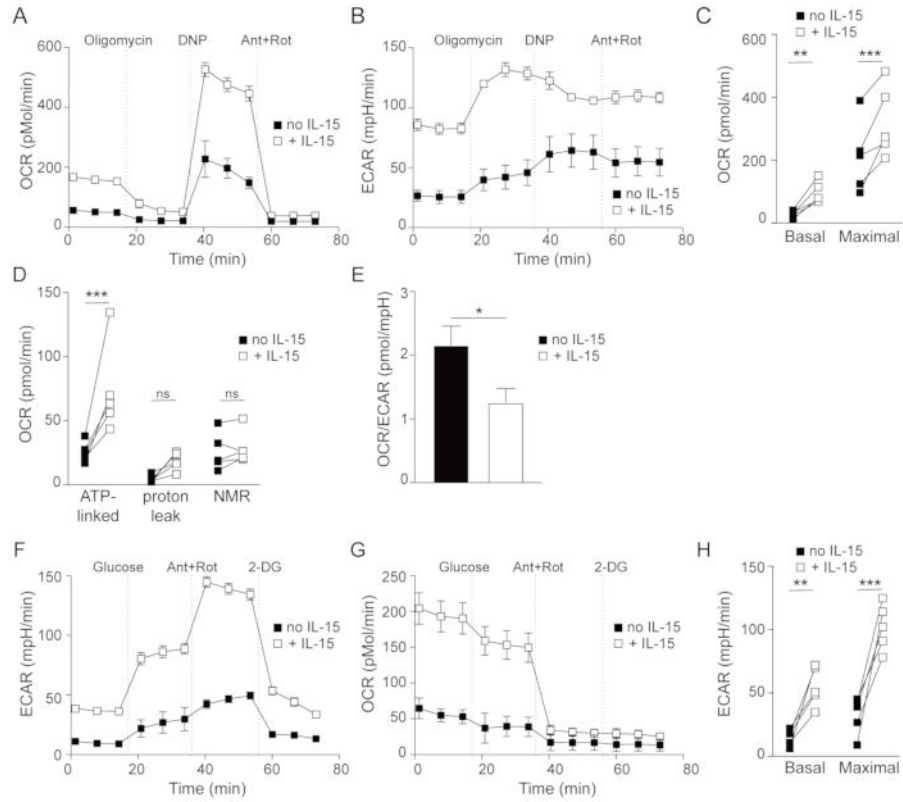 A
Oligomycin DNP Ant+Rot
600
400
200
0
OCR (pMol/min)
no IL-15
+ IL-15
0 20 40 60 80
Time (min)
B
Oligomycin DNP Ant+Rot
150
100
50
0
ECAR (mpH/min)
no IL-15
+ IL-15
0 20 40 60 80
Time (min)
C
no IL-15
+ IL-15
600
400
200
0
OCR (pmol/min)
** ***
Basal Maximal
D
150
100
50
0
OCR (pmol/min)
*** ns ns
no IL-15
+ IL-15
ATP-linked
proton leak
NMR
E
3
2
1
0
OCR/ECAR (pmol/mpH)
*
no IL-15
+ IL-15
F
Glucose Ant+Rot 2-DG
150
100
50
0
ECAR (mpH/min)
no IL-15
+ IL-15
0 20 40 60 80
Time (min)
G
Glucose Ant+Rot 2-DG
250
200
150
100
50
0
OCR (pMol/min)
no IL-15
+ IL-15
0 20 40 60 80
Time (min)
H
no IL-15
+ IL-15
150
100
50
0
ECAR (mpH/min)
** ***
Basal Maximal